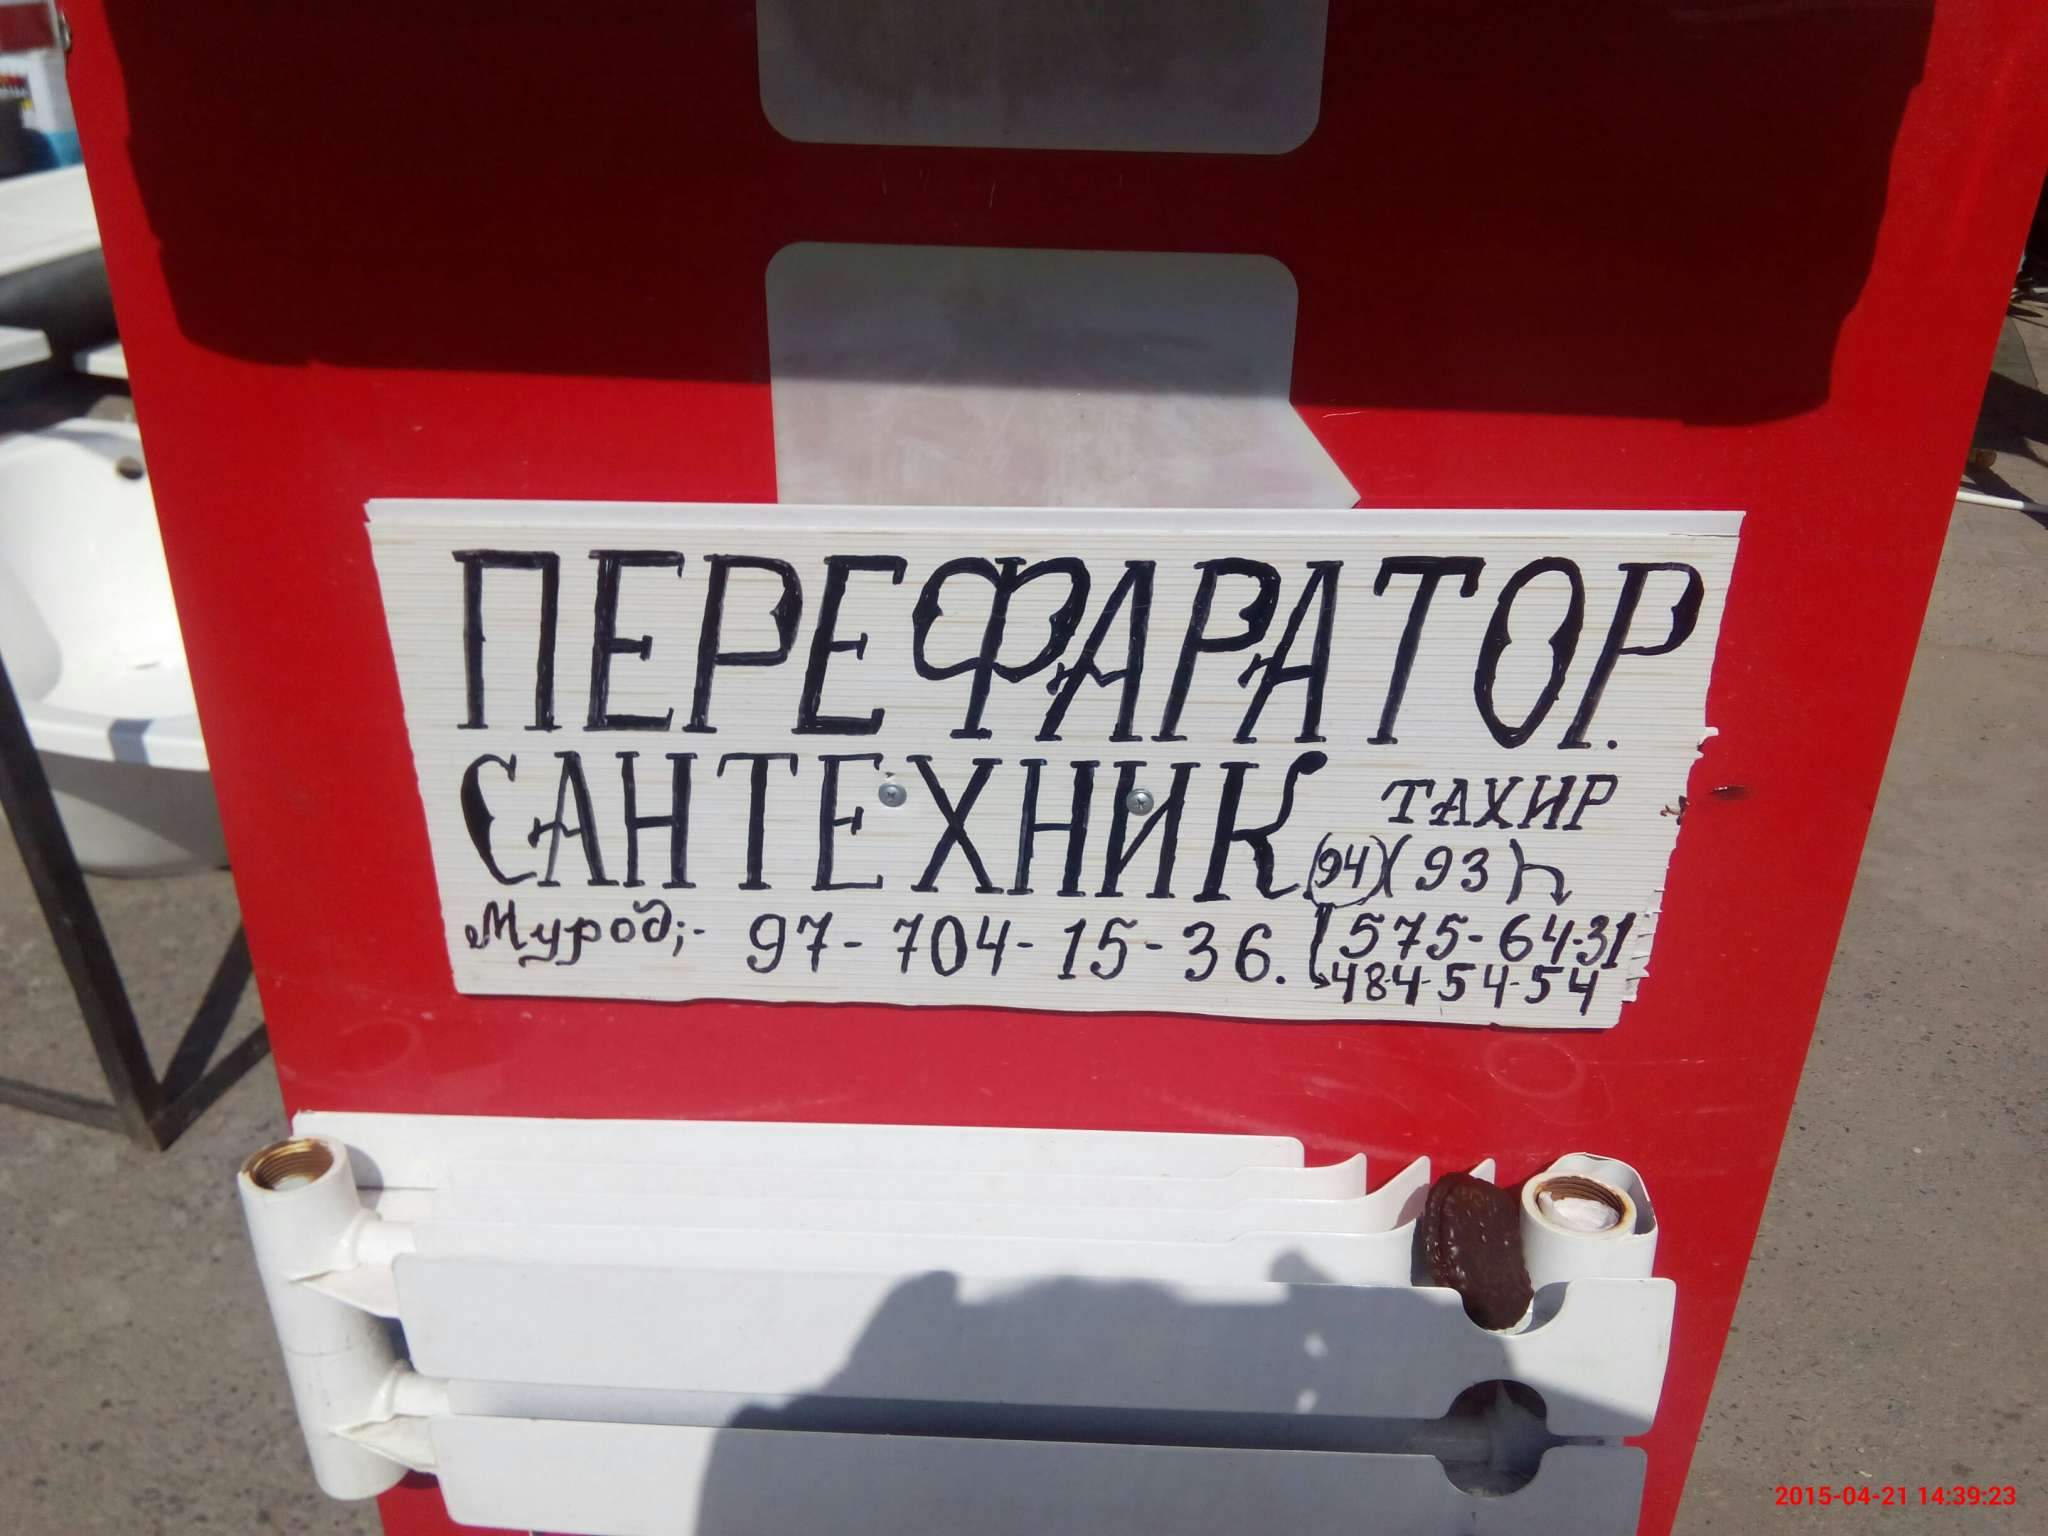 ПЕРЕФАРАТОР.
САНТЕХНИК
ТАХИР
(94)(93)
Мурод;- 97-704-15-36.
575-64-31
484-54-54
2015-04-21 14:39:23